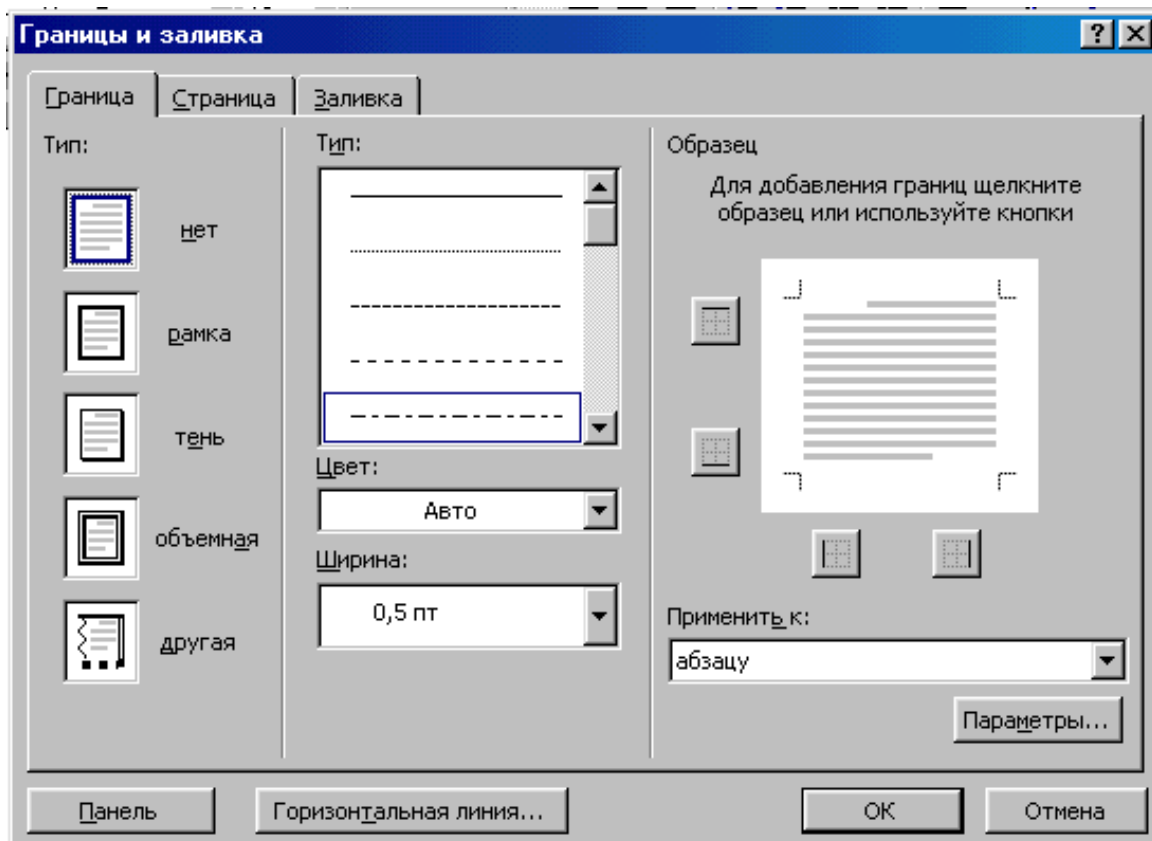 Границы и заливка
Граница
Страница
Заливка
Тип:
нет
рамка
тень
объемная
другая
Тип:
Цвет:
Авто
Ширина:
0,5 пт
Образец
Для добавления границ щелкните
образец или используйте кнопки
Применить к:
абзацу
Параметры...
Панель
Горизонтальная линия...
ОК
Отмена